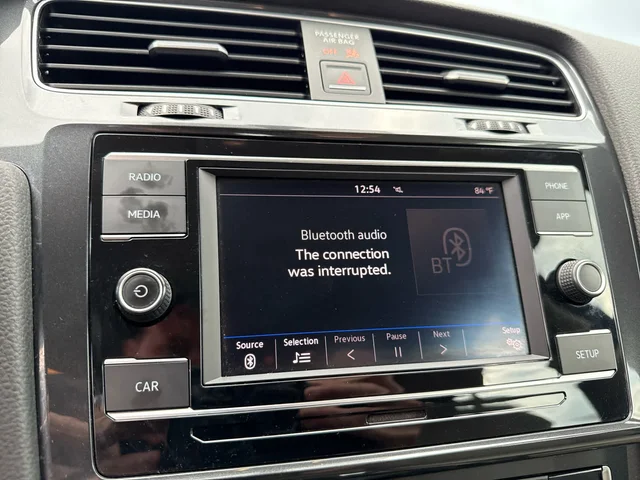 PASSENGER
AIR BAG
RADIO
MEDIA
12:54
84°F
PHONE
APP
Bluetooth audio
The connection
was interrupted.
BT
Source
Selection
Previous
Pause
Next
Setup
CAR
SETUP